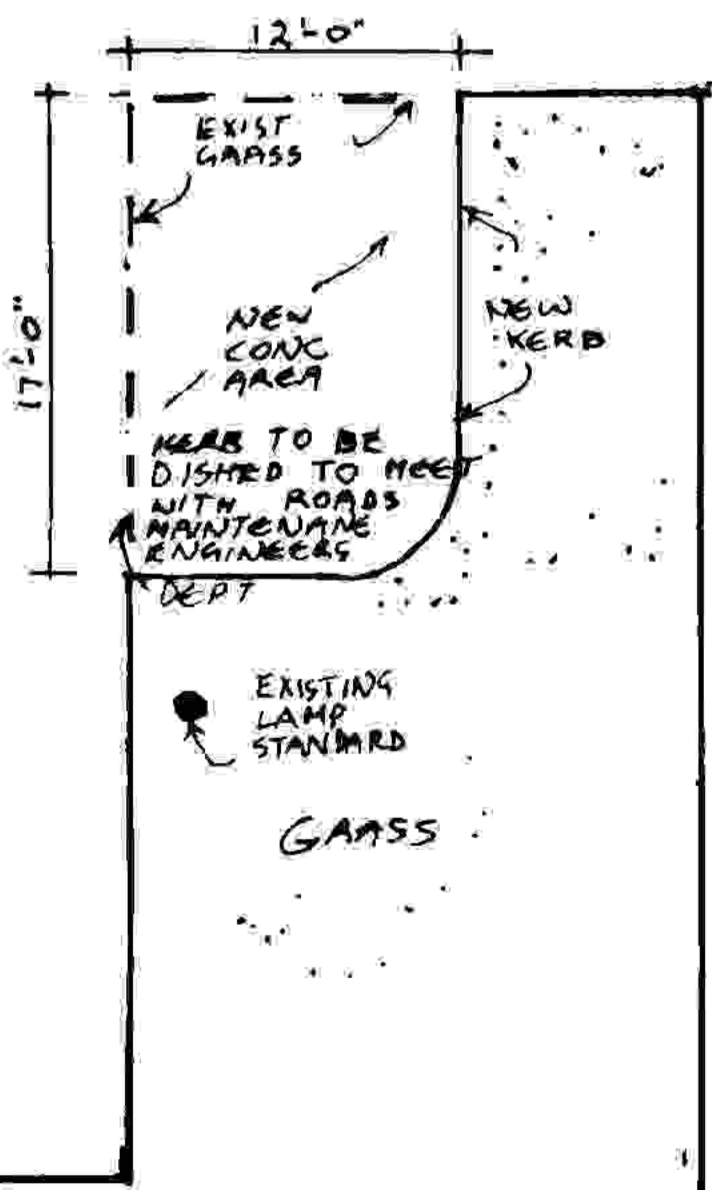 12'-0"
EXIST
GRASS
17'-0"
NEW
CONC
AREA
NEW
KERB
KERB TO BE
DISHED TO MEET
WITH ROADS
MAINTENANE
ENGINEERS
DEPT
EXISTING
LAMP
STANDARD
GRASS